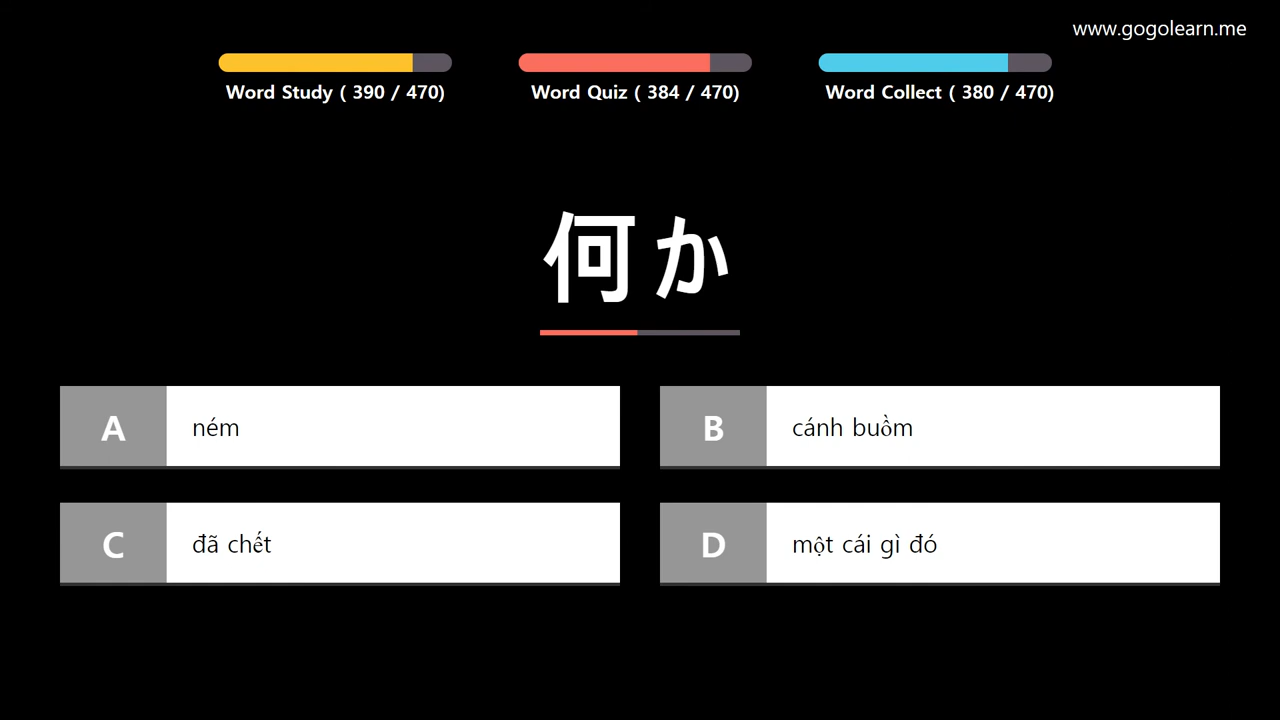 www.gogolearn.me
Word Study ( 390 / 470)
Word Quiz ( 384 / 470)
Word Collect ( 380 / 470)
何か
A ném
B cánh buồm
C đã chết
D một cái gì đó